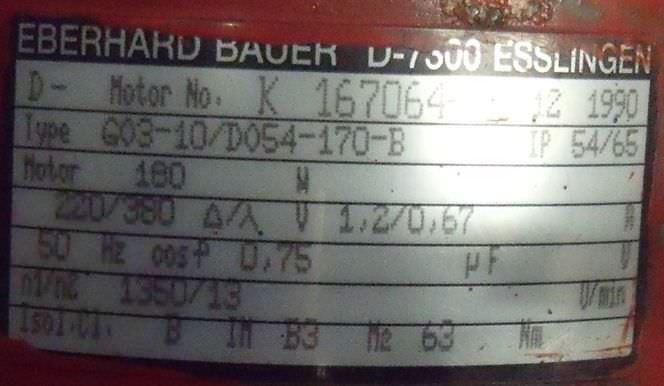 EBERHARD BAUER D-7300 ESSLINGEN
D- Motor No. K 167064- 12 1990
Type G03-10/D054-170-B IP 54/65
Motor 180 W
220/380 Δ/⅄ V 1,2/0,67 A
50 Hz cosφ 0,75 μF V
n1/n2 1350/13 U/min
Isol.Cl. B IM B3 M2 63 Nm